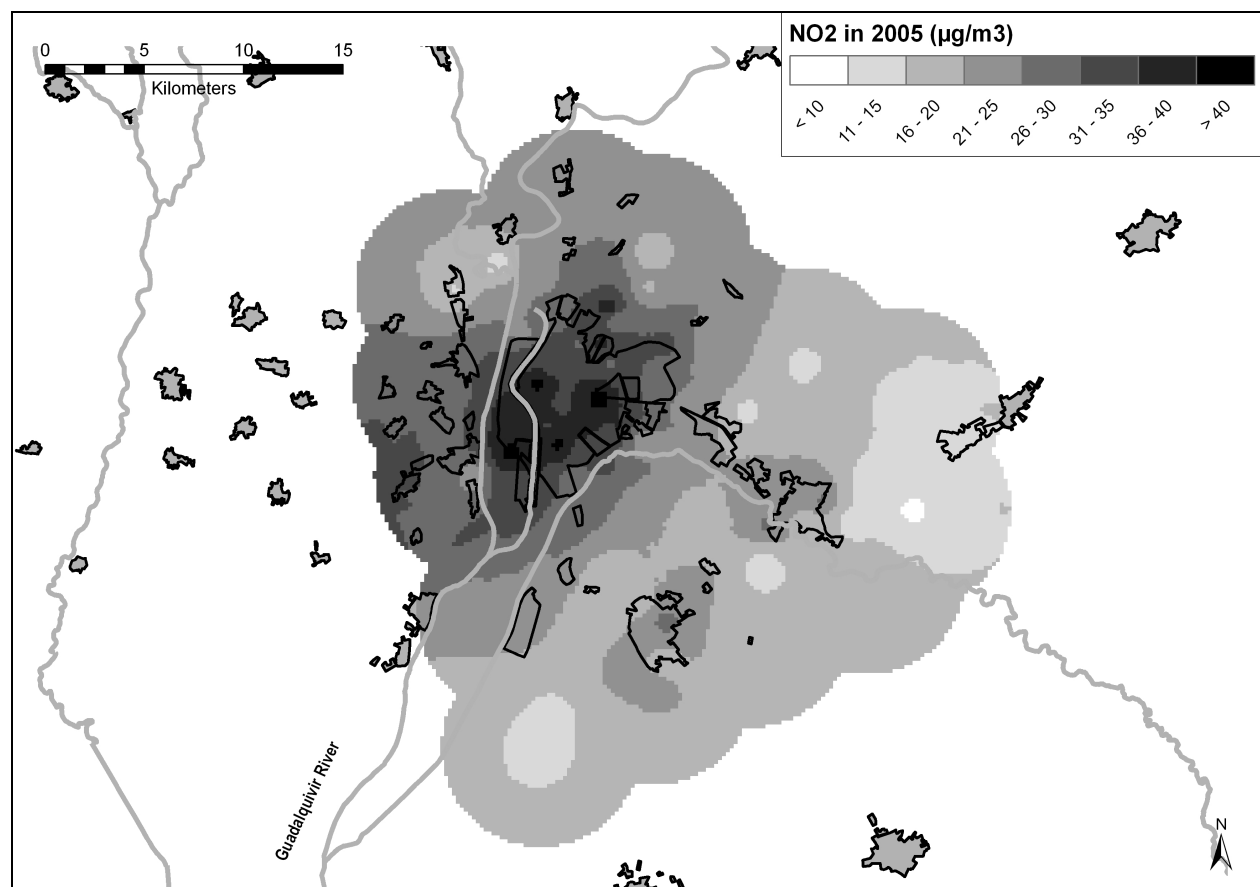 0 5 10 15
Kilometers
NO2 in 2005 (µg/m3)
< 10 11 - 15 16 - 20 21 - 25 26 - 30 31 - 35 36 - 40 > 40
Guadalquivir River
N